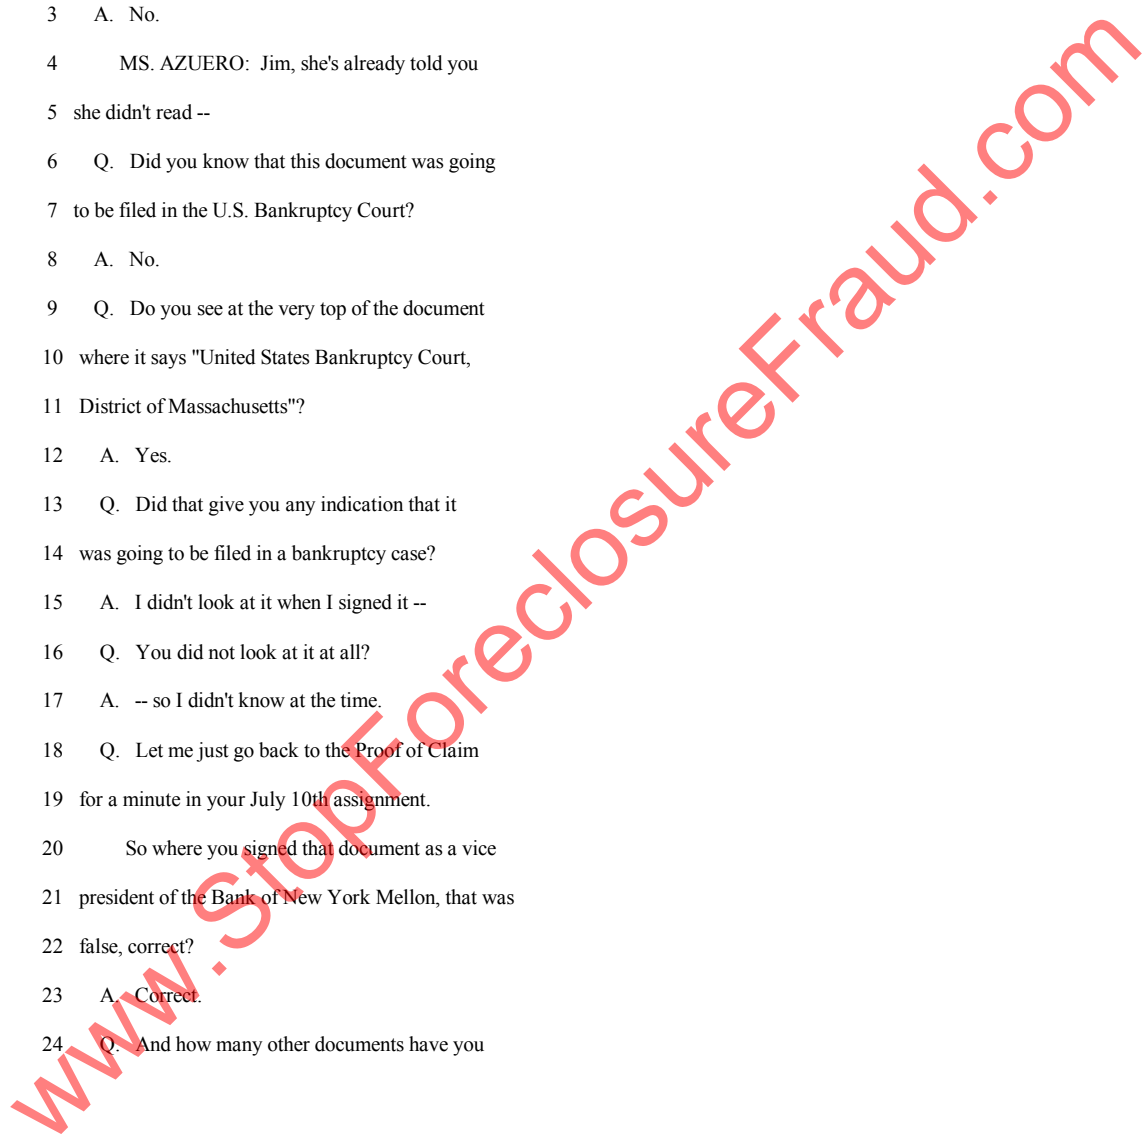 3 A. No.
4 MS. AZUERO: Jim, she's already told you
5 she didn't read --
6 Q. Did you know that this document was going
7 to be filed in the U.S. Bankruptcy Court?
8 A. No.
9 Q. Do you see at the very top of the document
10 where it says "United States Bankruptcy Court,
11 District of Massachusetts"?
12 A. Yes.
13 Q. Did that give you any indication that it
14 was going to be filed in a bankruptcy case?
15 A. I didn't look at it when I signed it --
16 Q. You did not look at it at all?
17 A. -- so I didn't know at the time.
18 Q. Let me just go back to the Proof of Claim
19 for a minute in your July 10th assignment.
20 So where you signed that document as a vice
21 president of the Bank of New York Mellon, that was
22 false, correct?
23 A. Correct.
24 Q. And how many other documents have you
www.StopForeclosureFraud.com